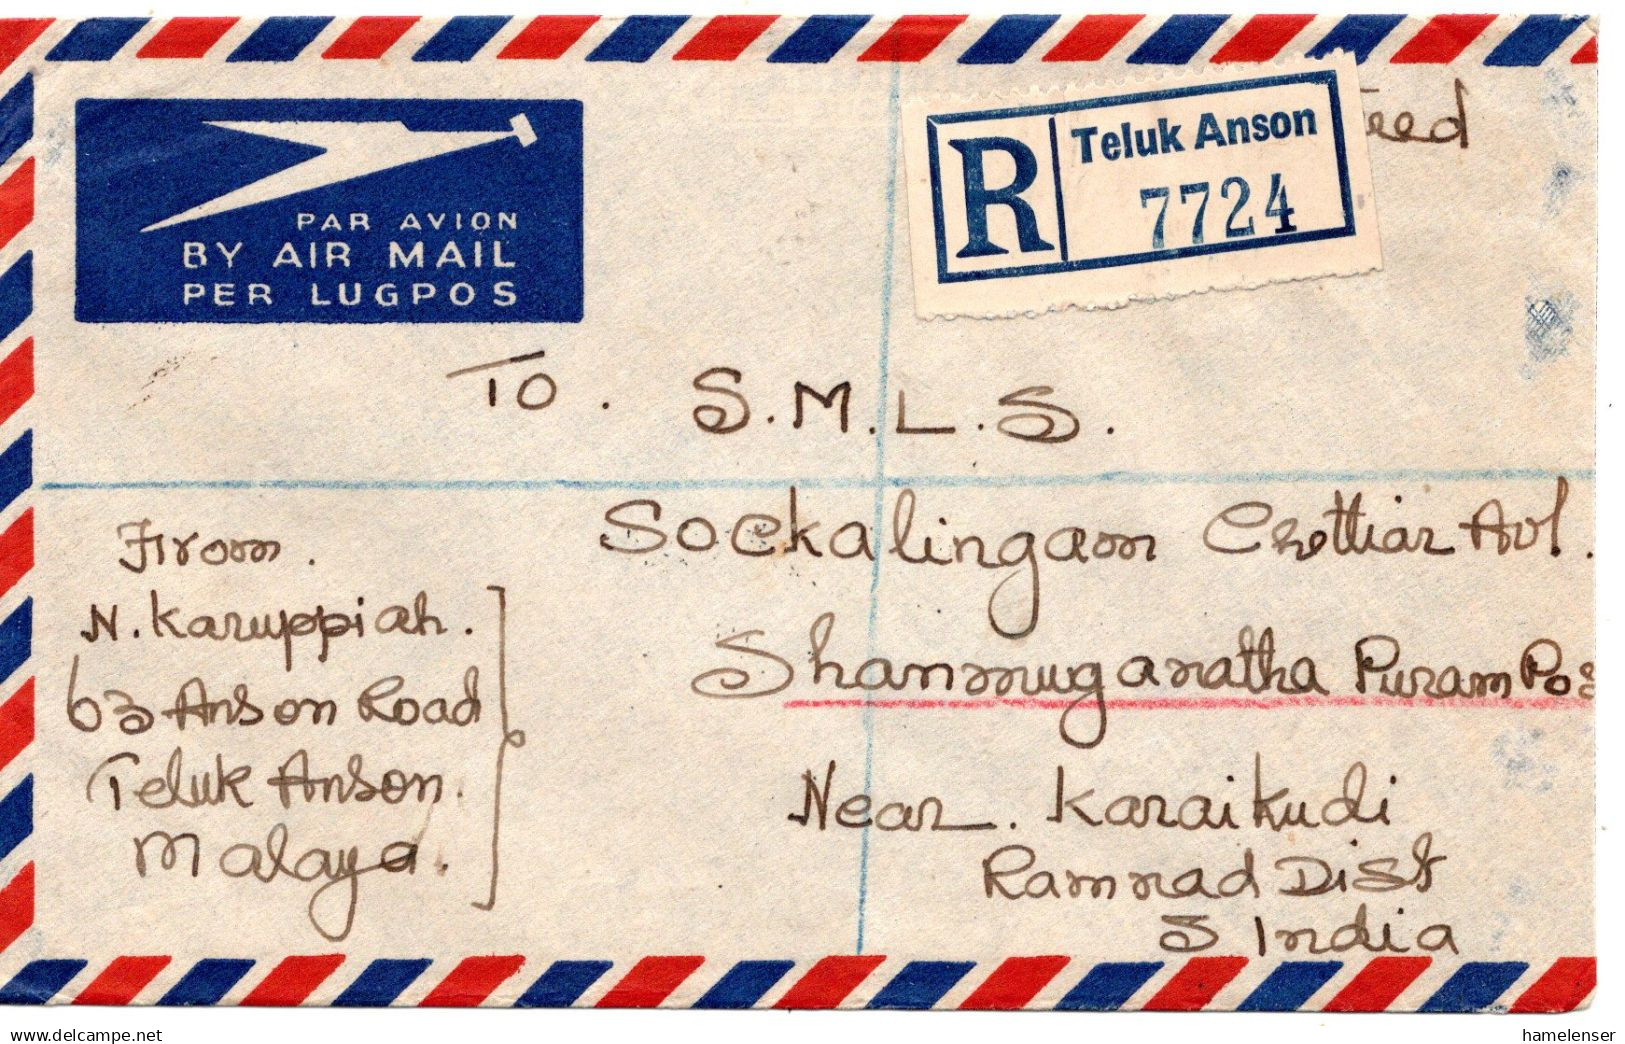 PAR AVION
BY AIR MAIL
PER LUGPOS
R Teluk Anson
7724
To. S.M.L.S.
Sockalingam Chettiar Avl.
Shanmuganatha Puram Po
Near. Karaikudi
Ramnad Dist
S India
From.
N. Karuppiah.
63 Anson Road
Teluk Anson.
Malaya.
www.delcampe.net
hamelenser